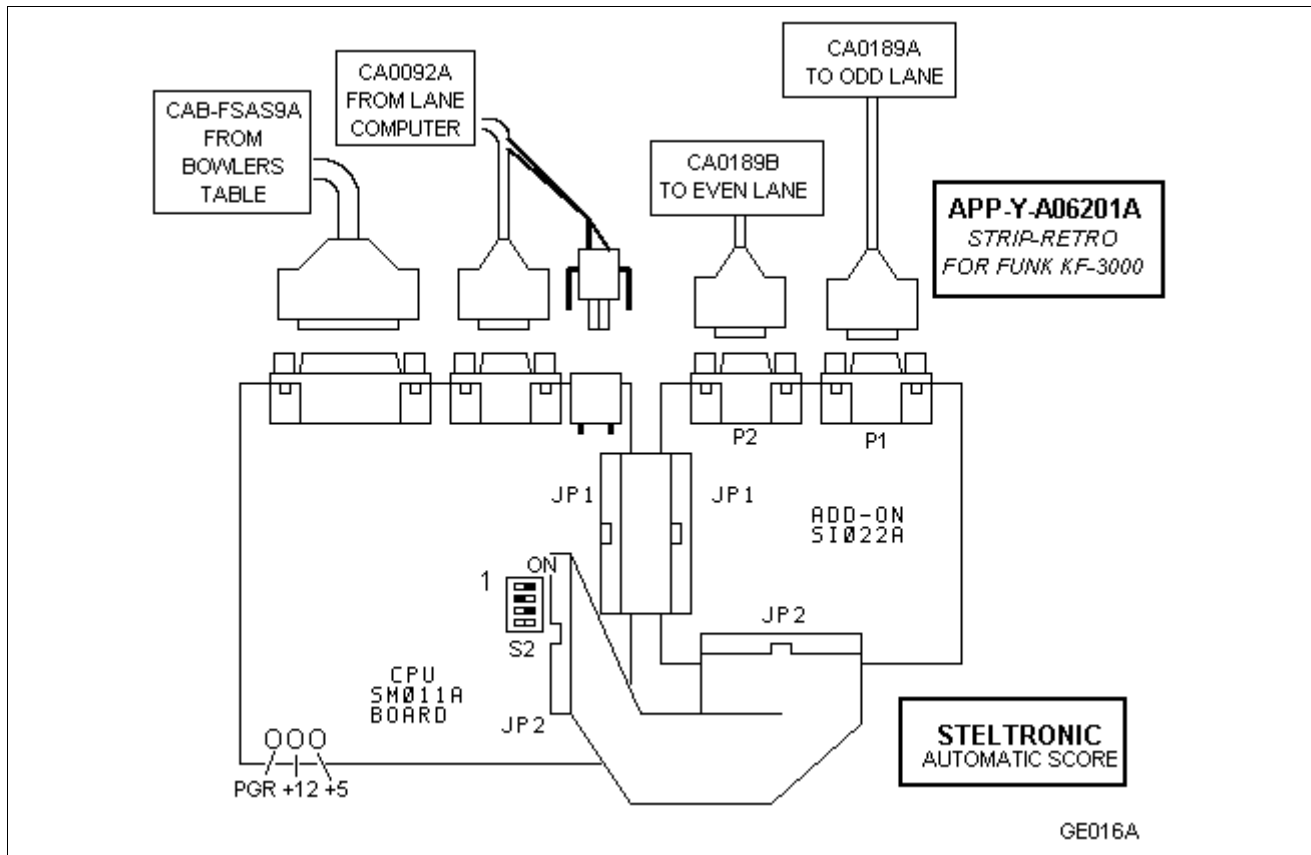 CA0189A
TO ODD LANE
CA0092A
FROM LANE
COMPUTER
CAB-FSAS9A
FROM
BOWLERS
TABLE
CA0189B
TO EVEN LANE
APP-Y-A06201A
STRIP-RETRO
FOR FUNK KF-3000
P2
P1
JP1
JP1
ADD-ON
SIØ22A
ON
1
S2
JP2
CPU
SMØ11A
BOARD
JP2
PGR +12 +5
STELTRONIC
AUTOMATIC SCORE
GE016A